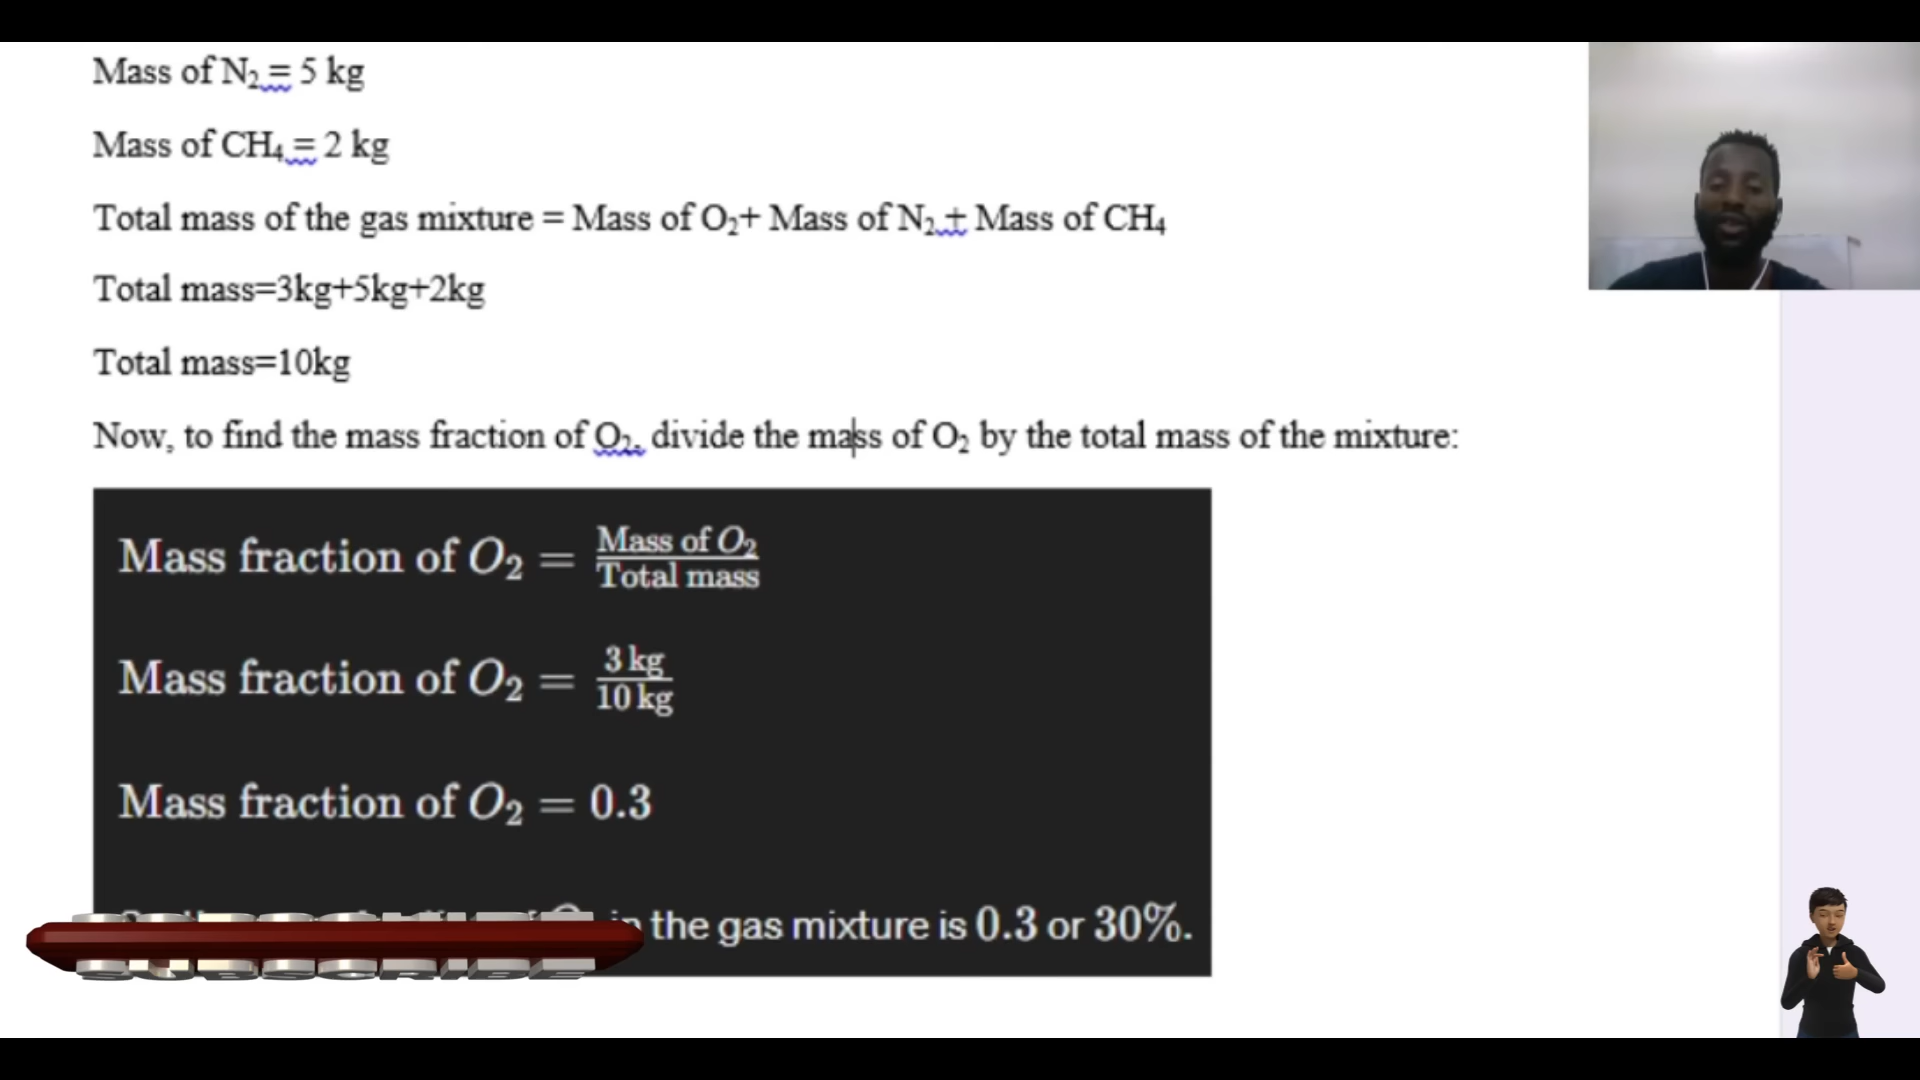 Mass of N₂ = 5 kg
Mass of CH₄ = 2 kg
Total mass of the gas mixture = Mass of O₂+ Mass of N₂ + Mass of CH₄
Total mass=3kg+5kg+2kg
Total mass=10kg
Now, to find the mass fraction of O₂, divide the mass of O₂ by the total mass of the mixture:
Mass fraction of O₂ = Mass of O₂ / Total mass
Mass fraction of O₂ = 3 kg / 10 kg
Mass fraction of O₂ = 0.3
the gas mixture is 0.3 or 30%.